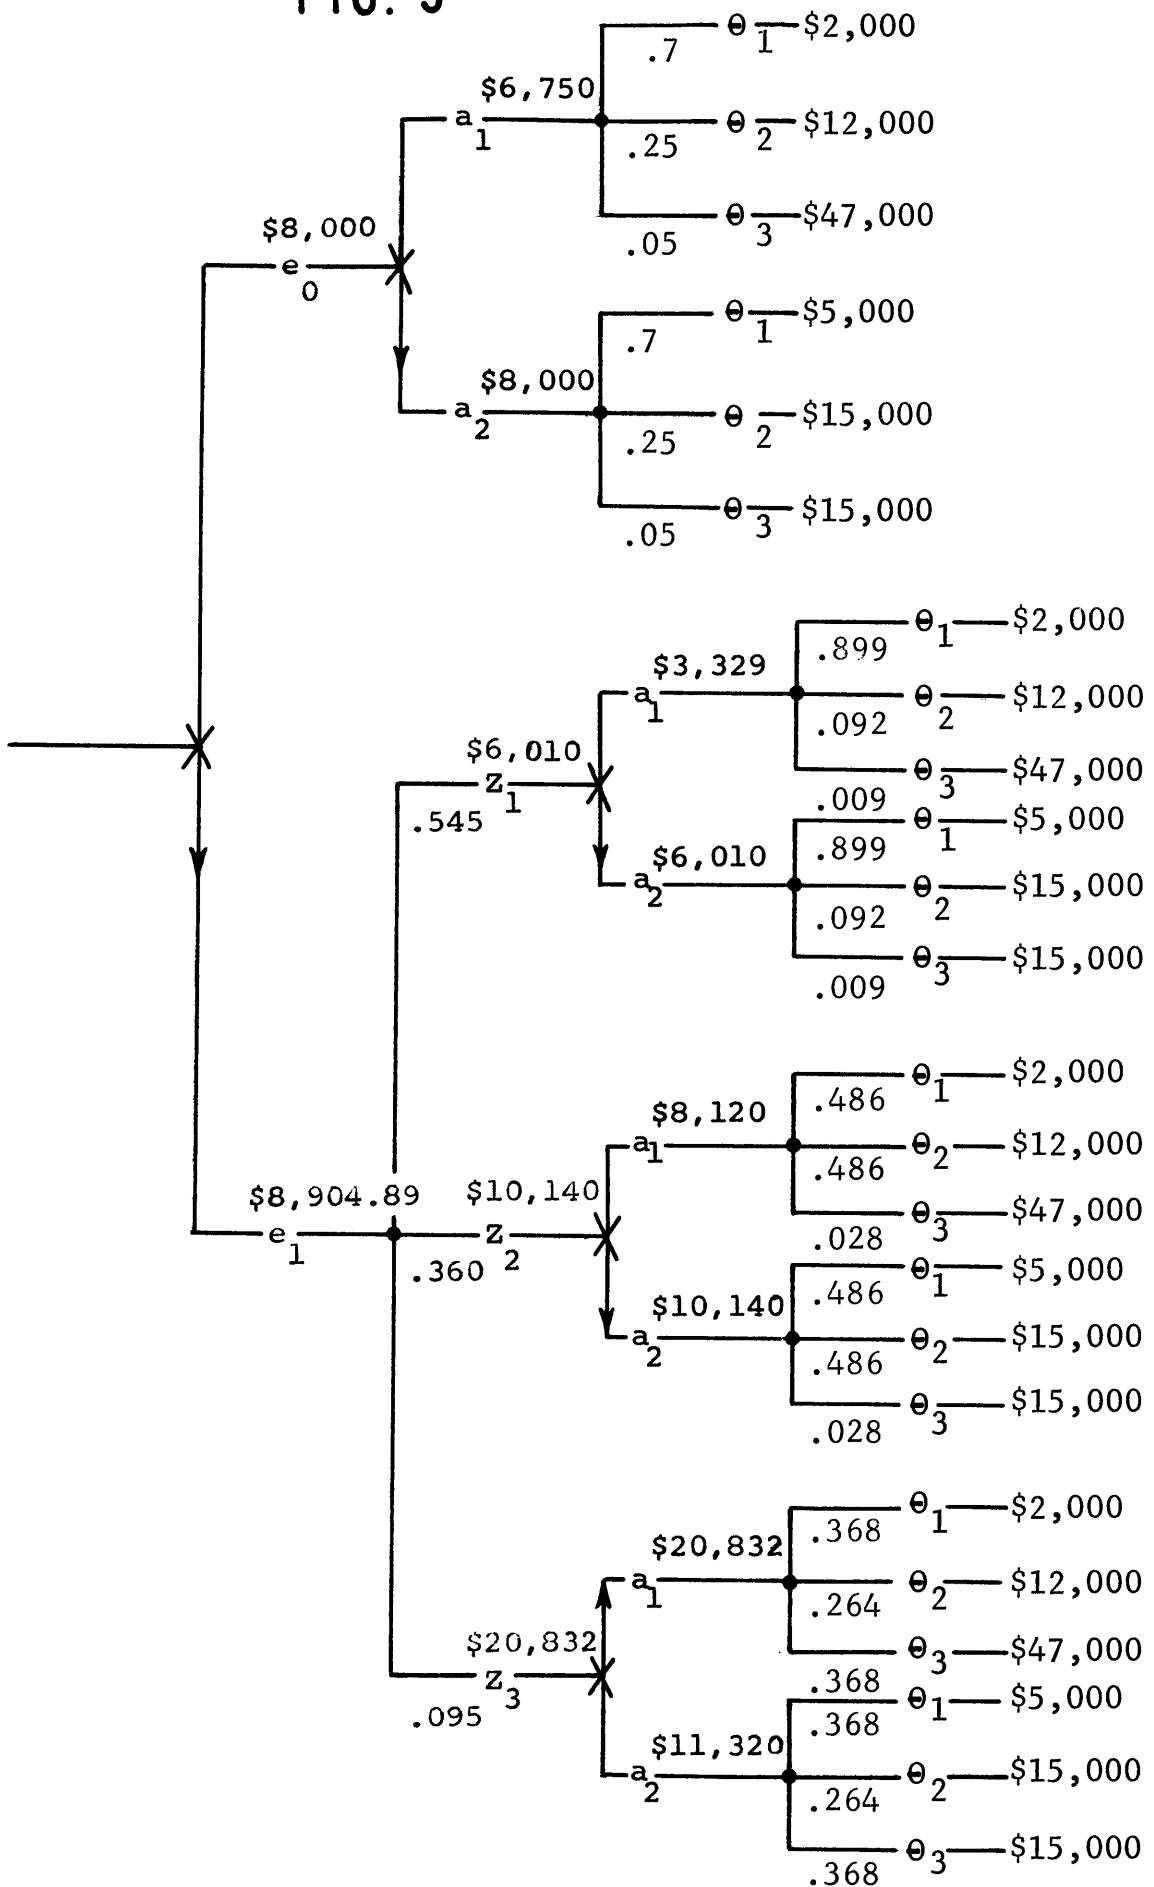 FIG. 5
θ1 $2,000
.7
$6,750
a1
θ2 $12,000
.25
θ3 $47,000
.05
$8,000
e0
θ1 $5,000
.7
$8,000
a2
θ2 $15,000
.25
θ3 $15,000
.05
θ1 $2,000
.899
$3,329
a1
θ2 $12,000
.092
θ3 $47,000
.009
$6,010
z1
.545
θ1 $5,000
.899
$6,010
a2
θ2 $15,000
.092
θ3 $15,000
.009
θ1 $2,000
.486
$8,120
a1
θ2 $12,000
.486
θ3 $47,000
.028
$8,904.89
e1
$10,140
z2
.360
θ1 $5,000
.486
$10,140
a2
θ2 $15,000
.486
θ3 $15,000
.028
θ1 $2,000
.368
$20,832
a1
θ2 $12,000
.264
θ3 $47,000
.368
$20,832
z3
.095
θ1 $5,000
.368
$11,320
a2
θ2 $15,000
.264
θ3 $15,000
.368